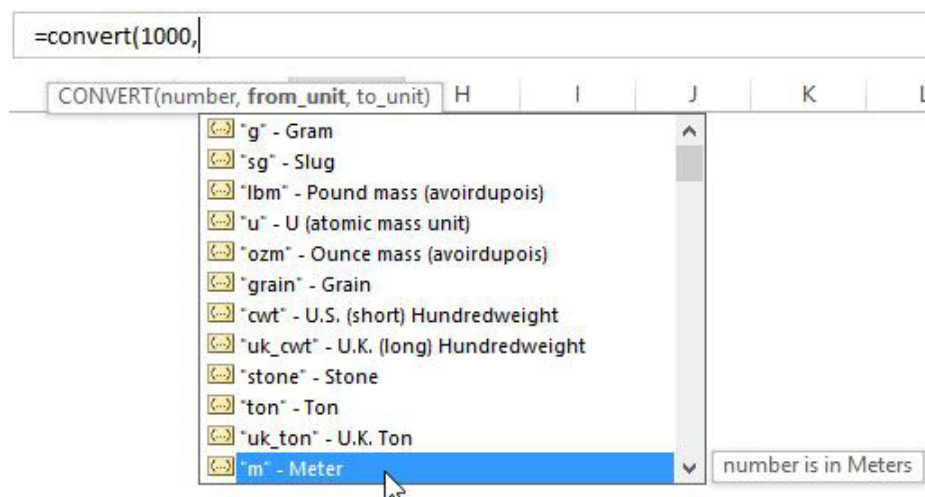 =convert(1000,
CONVERT(number, from_unit, to_unit) H I J K L
"g" - Gram
"sg" - Slug
"lbm" - Pound mass (avoirdupois)
"u" - U (atomic mass unit)
"ozm" - Ounce mass (avoirdupois)
"grain" - Grain
"cwt" - U.S. (short) Hundredweight
"uk_cwt" - U.K. (long) Hundredweight
"stone" - Stone
"ton" - Ton
"uk_ton" - U.K. Ton
"m" - Meter number is in Meters